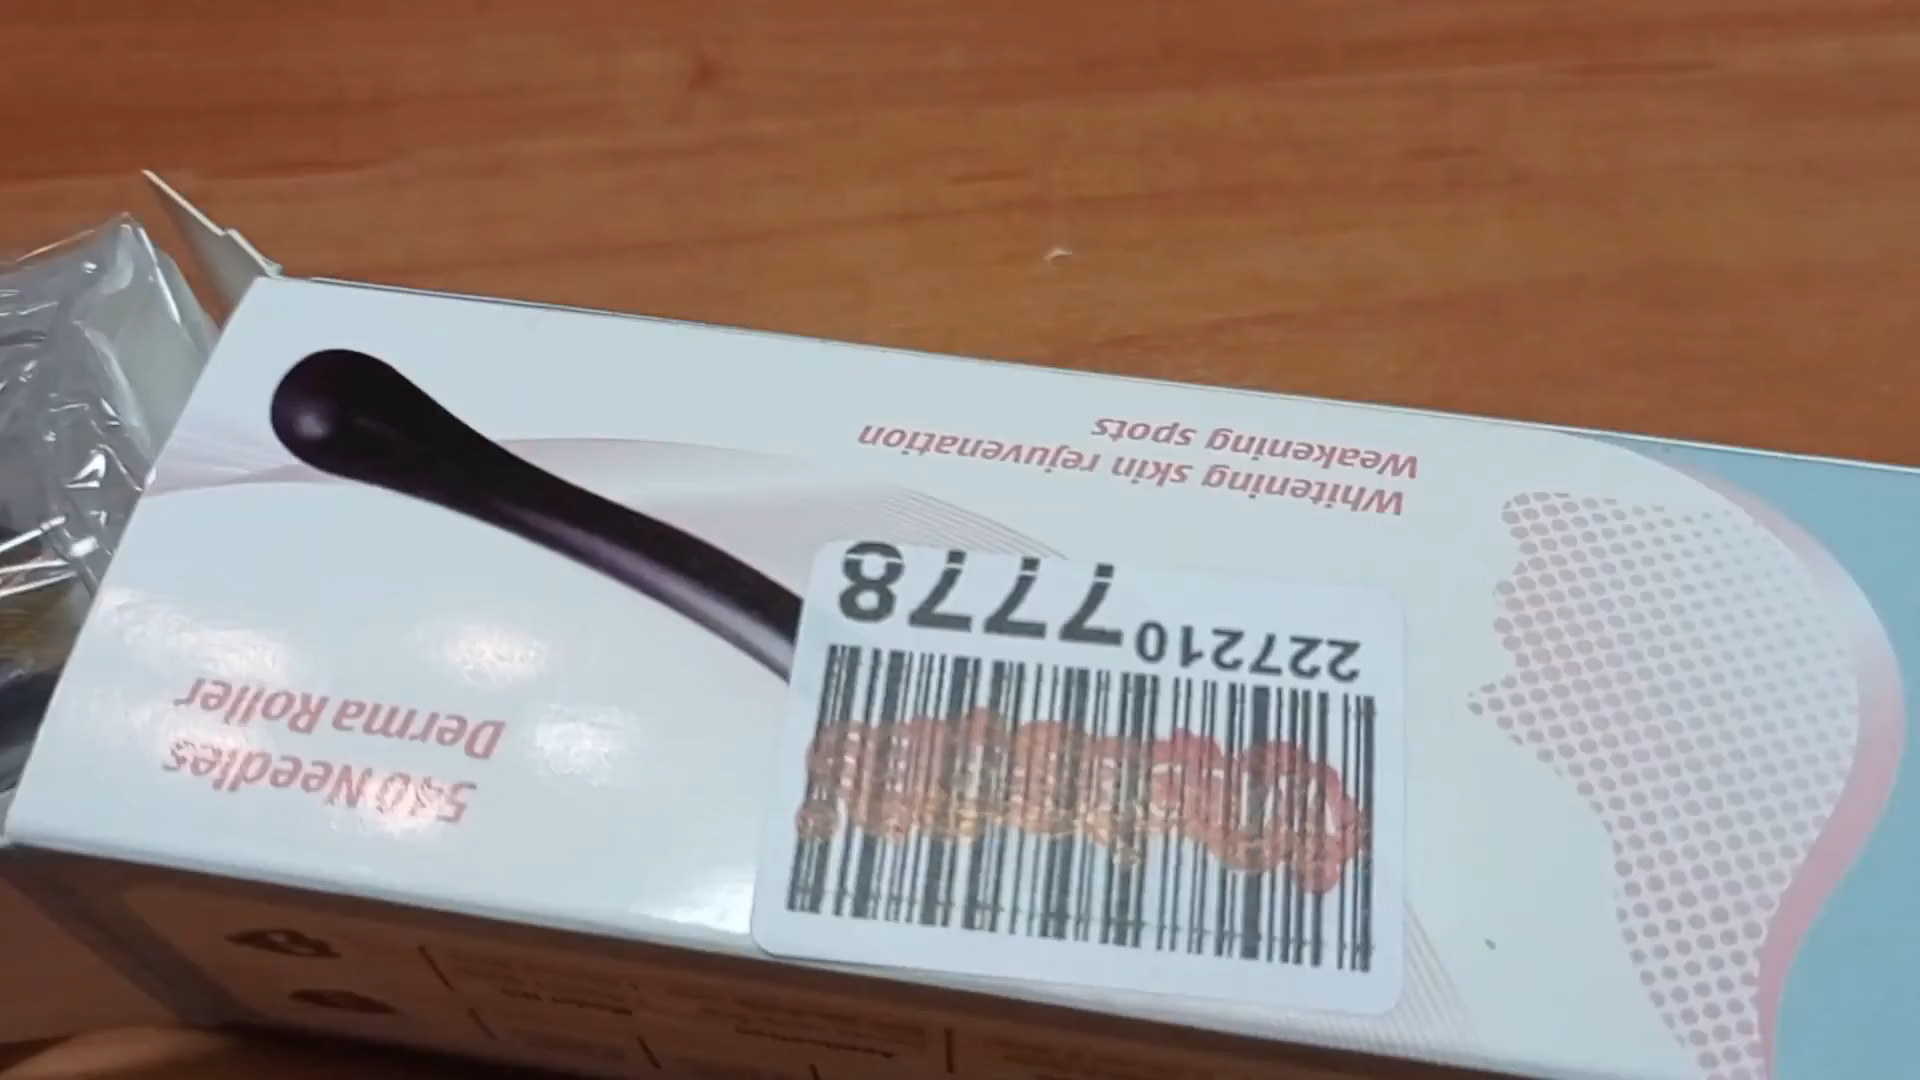 540 Needles
Derma Roller
227210 7778
Whitening skin rejuvenation
Weakening spots